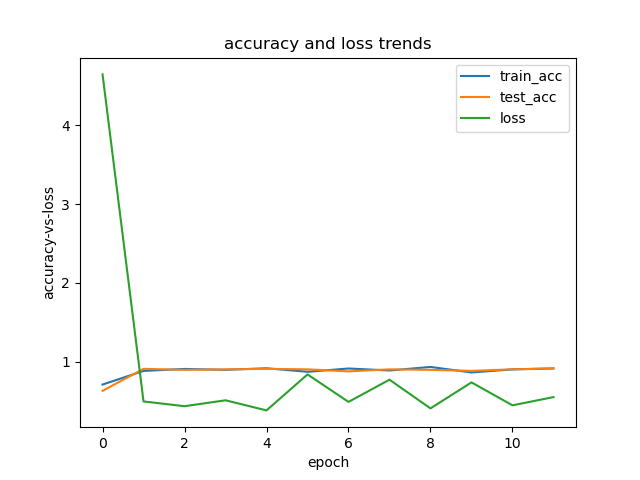 accuracy and loss trends
train_acc
test_acc
loss
accuracy-vs-loss
4
3
2
1
0 2 4 6 8 10
epoch